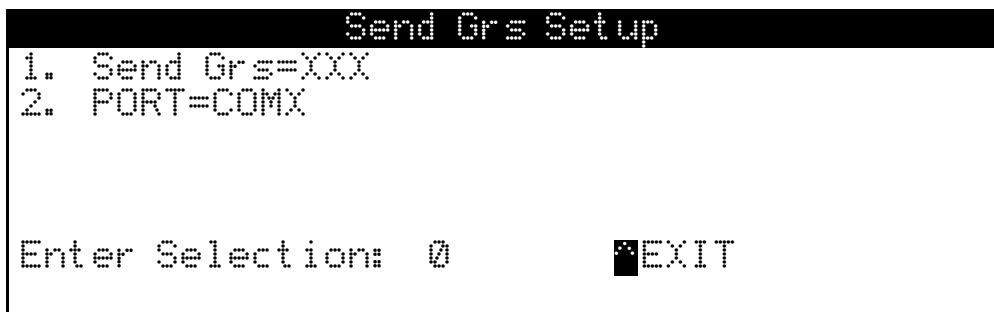 Send Grs Setup
1. Send Grs=XXX
2. PORT=COMX
Enter Selection: 0 EXIT